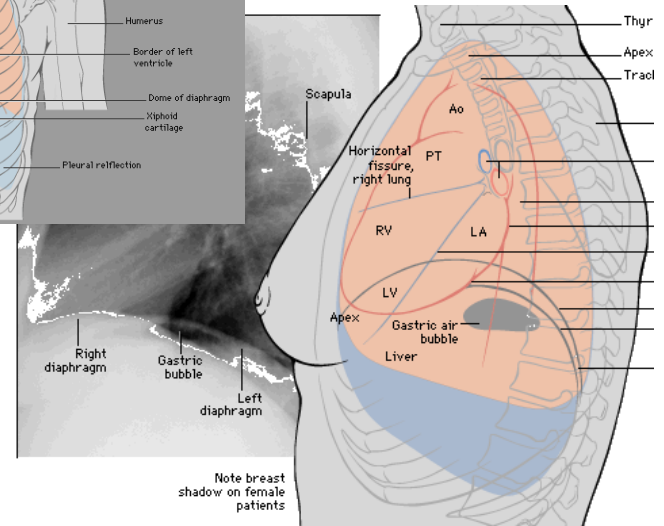 Humerus
Border of left
ventricle
Dome of diaphragm
Xiphoid
cartilage
Pleural relflection
Scapula
Thyr
Apex
Tracl
Ao
PT
Horizontal
fissure,
right lung
RV
LA
LV
Apex
Gastric air
bubble
Liver
Right
diaphragm
Gastric
bubble
Left
diaphragm
Note breast
shadow on female
patients